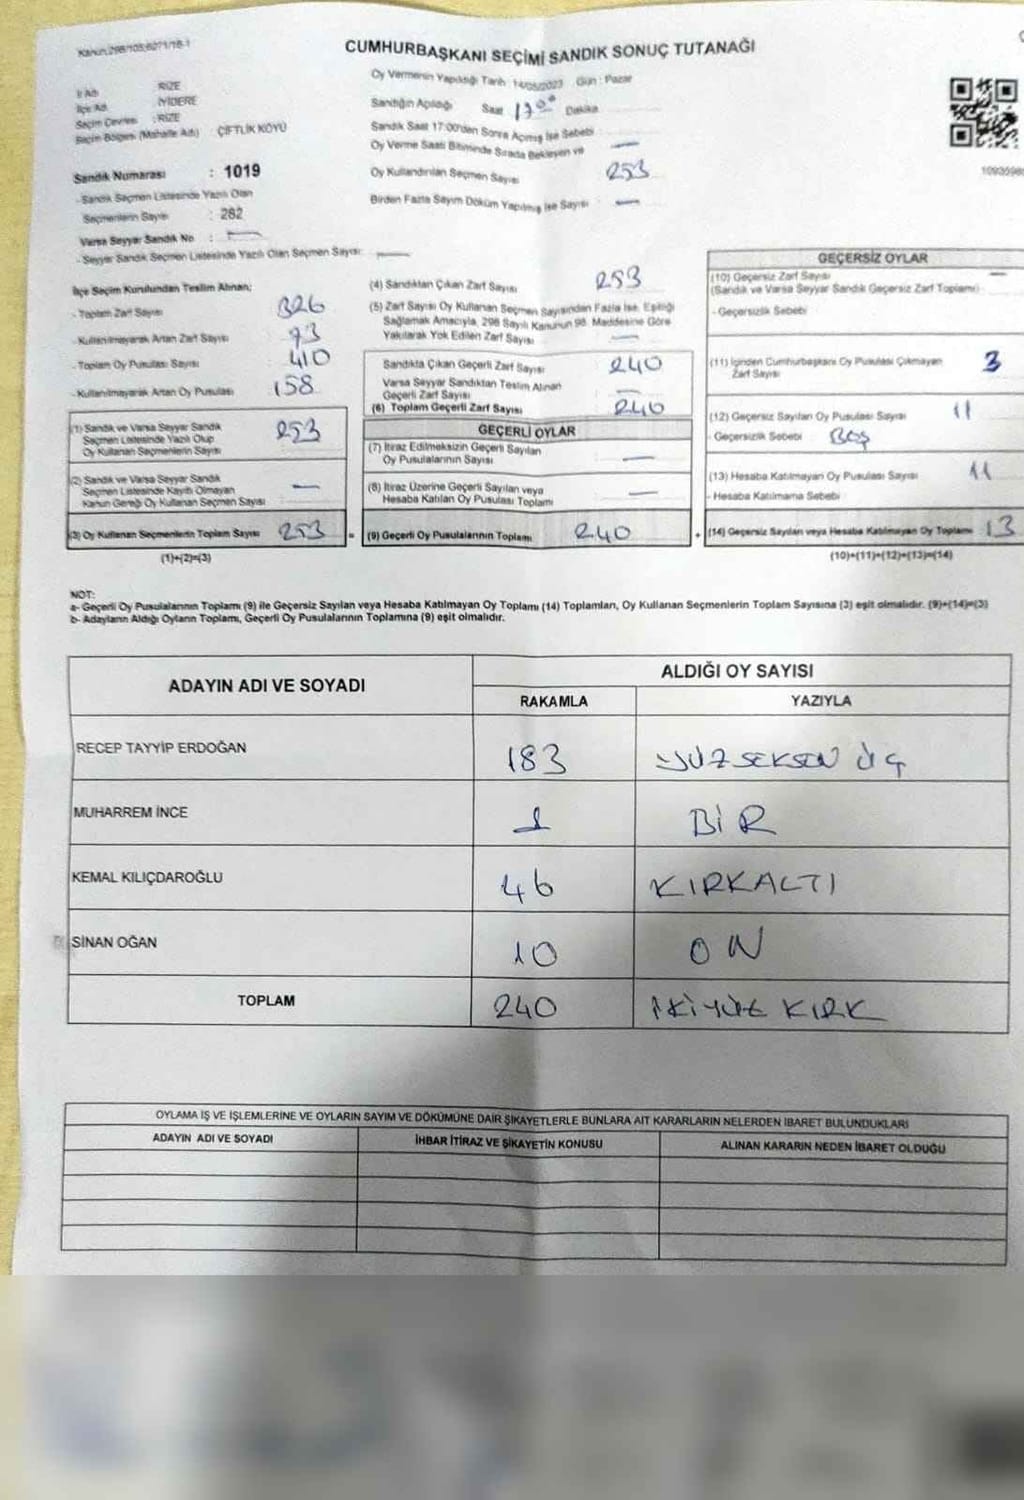 Kanun:298/105;6271/18-1
CUMHURBAŞKANI SEÇİMİ SANDIK SONUÇ TUTANAĞI
İl Adı : RİZE
İlçe Adı : İYİDERE
Seçim Çevresi : RİZE
Seçim Bölgesi (Mahalle Adı) : ÇİFTLİK KÖYÜ
Sandık Numarası : 1019
- Sandık Seçmen Listesinde Yazılı Olan
Seçmenlerin Sayısı : 282
Varsa Seyyar Sandık No : —
- Seyyar Sandık Seçmen Listesinde Yazılı Olan Seçmen Sayısı: —
Oy Vermenin Yapıldığı Tarih 14/05/2023 Gün : Pazar
Sandığın Açıldığı Saat Dakika
Sandık Saat 17:00'den Sonra Açılmış İse Sebebi :
Oy Verme Saati Bitiminde Sırada Bekleyen ve —
Oy Kullandırılan Seçmen Sayısı 253
Birden Fazla Sayım Döküm Yapılmış İse Sayısı : —
İlçe Seçim Kurulundan Teslim Alınan;
- Toplam Zarf Sayısı 326
- Kullanılmayarak Artan Zarf Sayısı : 73
- Toplam Oy Pusulası Sayısı : 410
- Kullanılmayarak Artan Oy Pusulası 158
(1) Sandık ve Varsa Seyyar Sandık
Seçmen Listesinde Yazılı Olup
Oy Kullanan Seçmenlerin Sayısı 253
(2) Sandık ve Varsa Seyyar Sandık
Seçmen Listesinde Kayıtlı Olmayan
Kanun Gereği Oy Kullanan Seçmen Sayısı —
(3) Oy Kullanan Seçmenlerin Toplam Sayısı 253
(1)+(2)=(3)
(4) Sandıktan Çıkan Zarf Sayısı 253
(5) Zarf Sayısı Oy Kullanan Seçmen Sayısından Fazla İse, Eşitliği
Sağlamak Amacıyla, 298 Sayılı Kanunun 98. Maddesine Göre
Yakılarak Yok Edilen Zarf Sayısı —
Sandıkta Çıkan Geçerli Zarf Sayısı 240
Varsa Seyyar Sandıktan Teslim Alınan
Geçerli Zarf Sayısı —
(6) Toplam Geçerli Zarf Sayısı 240
GEÇERLİ OYLAR
(7) İtiraz Edilmeksizin Geçerli Sayılan
Oy Pusulalarının Sayısı —
(8) İtiraz Üzerine Geçerli Sayılan veya
Hesaba Katılan Oy Pusulası Toplamı —
= (9) Geçerli Oy Pusulalarının Toplamı 240
GEÇERSİZ OYLAR
(10) Geçersiz Zarf Sayısı —
(Sandık ve Varsa Seyyar Sandık Geçersiz Zarf Toplamı)
- Geçersizlik Sebebi
(11) İçinden Cumhurbaşkanı Oy Pusulası Çıkmayan
Zarf Sayısı 3
(12) Geçersiz Sayılan Oy Pusulası Sayısı 11
- Geçersizlik Sebebi BOŞ
(13) Hesaba Katılmayan Oy Pusulası Sayısı 11
- Hesaba Katılmama Sebebi
+ (14) Geçersiz Sayılan veya Hesaba Katılmayan Oy Toplamı 13
(10)+(11)+(12)+(13)=(14)
NOT:
a- Geçerli Oy Pusulalarının Toplamı (9) ile Geçersiz Sayılan veya Hesaba Katılmayan Oy Toplamı (14) Toplamları, Oy Kullanan Seçmenlerin Toplam Sayısına (3) eşit olmalıdır. (9)+(14)=(3)
b- Adayların Aldığı Oyların Toplamı, Geçerli Oy Pusulalarının Toplamına (9) eşit olmalıdır.
ADAYIN ADI VE SOYADI
ALDIĞI OY SAYISI
RAKAMLA YAZIYLA
RECEP TAYYİP ERDOĞAN 183 YÜZ SEKSEN ÜÇ
MUHARREM İNCE 1 BİR
KEMAL KILIÇDAROĞLU 46 KIRKALTI
SİNAN OĞAN 10 ON
TOPLAM 240 İKİYÜZ KIRK
OYLAMA İŞ VE İŞLEMLERİNE VE OYLARIN SAYIM VE DÖKÜMÜNE DAİR ŞİKAYETLERLE BUNLARA AİT KARARLARIN NELERDEN İBARET BULUNDUKLARI
ADAYIN ADI VE SOYADI İHBAR İTİRAZ VE ŞİKAYETİN KONUSU ALINAN KARARIN NEDEN İBARET OLDUĞU